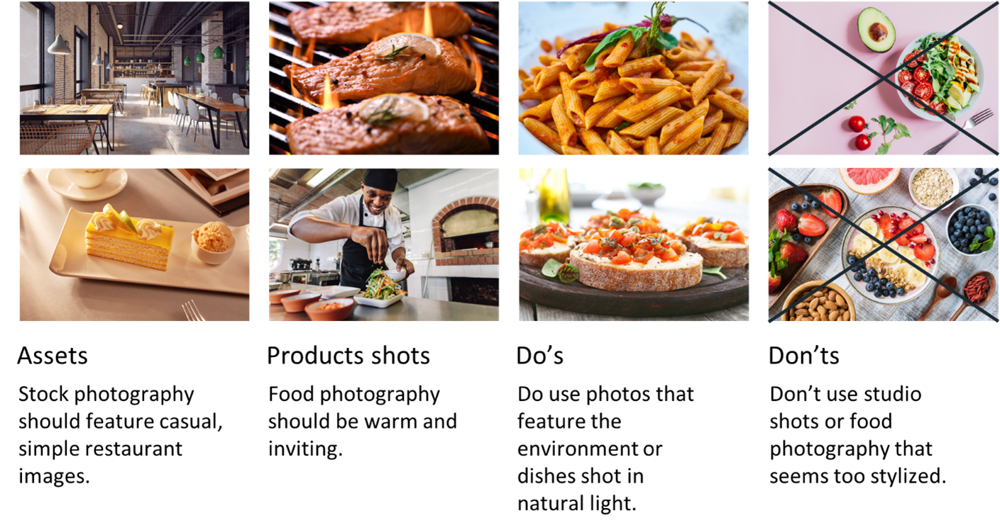 Assets
Stock photography
should feature casual,
simple restaurant
images.
Products shots
Food photography
should be warm and
inviting.
Do’s
Do use photos that
feature the
environment or
dishes shot in
natural light.
Don’ts
Don’t use studio
shots or food
photography that
seems too stylized.